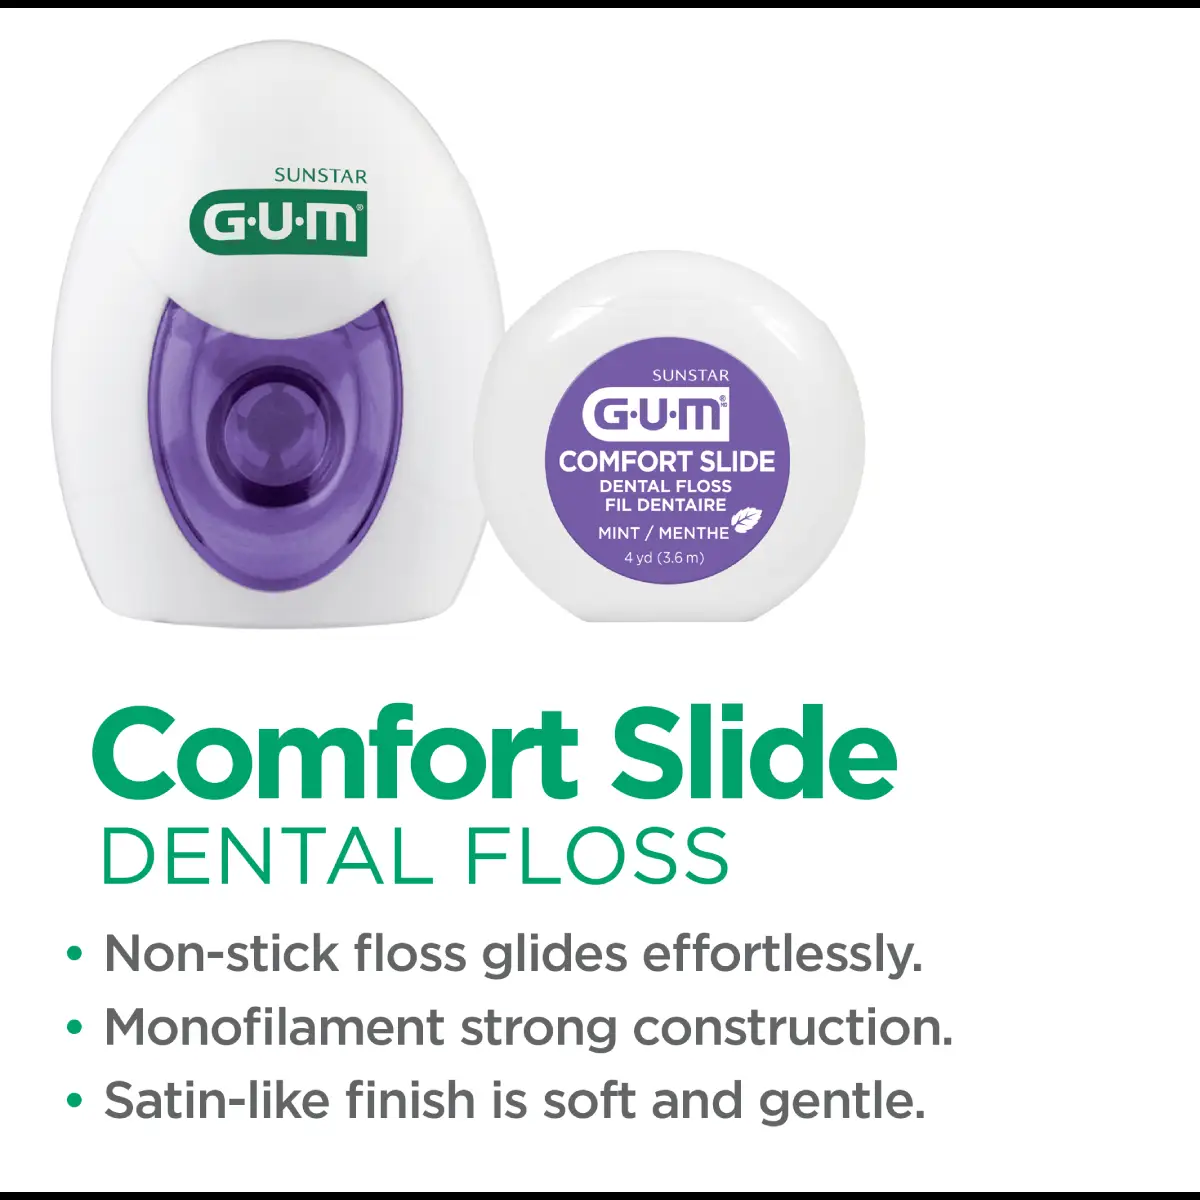 SUNSTAR
G·U·M®
SUNSTAR
G·U·M®
COMFORT SLIDE
DENTAL FLOSS
FIL DENTAIRE
MINT / MENTHE
4 yd (3.6 m)
Comfort Slide
DENTAL FLOSS
• Non-stick floss glides effortlessly.
• Monofilament strong construction.
• Satin-like finish is soft and gentle.